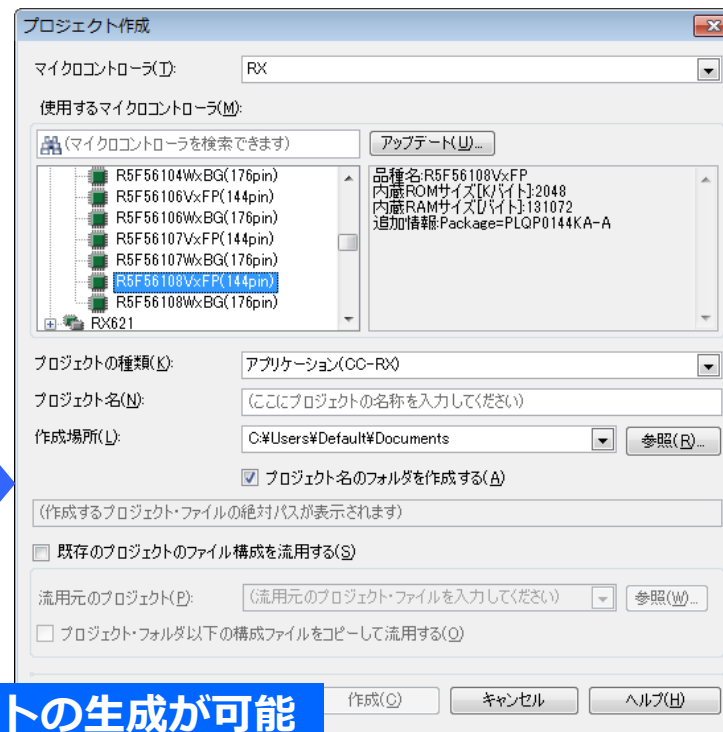 プロジェクト作成
マイクロコントローラ(T): RX
使用するマイクロコントローラ(M):
(マイクロコントローラを検索できます) アップデート(U)...
R5F56104WxBG(176pin)
R5F56106VxFP(144pin)
R5F56106WxBG(176pin)
R5F56107VxFP(144pin)
R5F56107WxBG(176pin)
R5F56108VxFP(144pin)
R5F56108WxBG(176pin)
RX621
品種名:R5F56108VxFP
内蔵ROMサイズ[Kバイト]:2048
内蔵RAMサイズ[バイト]:131072
追加情報:Package=PLQP0144KA-A
プロジェクトの種類(K): アプリケーション(CC-RX)
プロジェクト名(N): (ここにプロジェクトの名称を入力してください)
作成場所(L): C:¥Users¥Default¥Documents 参照(R)...
プロジェクト名のフォルダを作成する(A)
(作成するプロジェクト・ファイルの絶対パスが表示されます)
既存のプロジェクトのファイル構成を流用する(S)
流用元のプロジェクト(P): (流用元のプロジェクト・ファイルを入力してください) 参照(W)...
プロジェクト・フォルダ以下の構成ファイルをコピーして流用する(O)
トの生成が可能
作成(C) キャンセル ヘルプ(H)